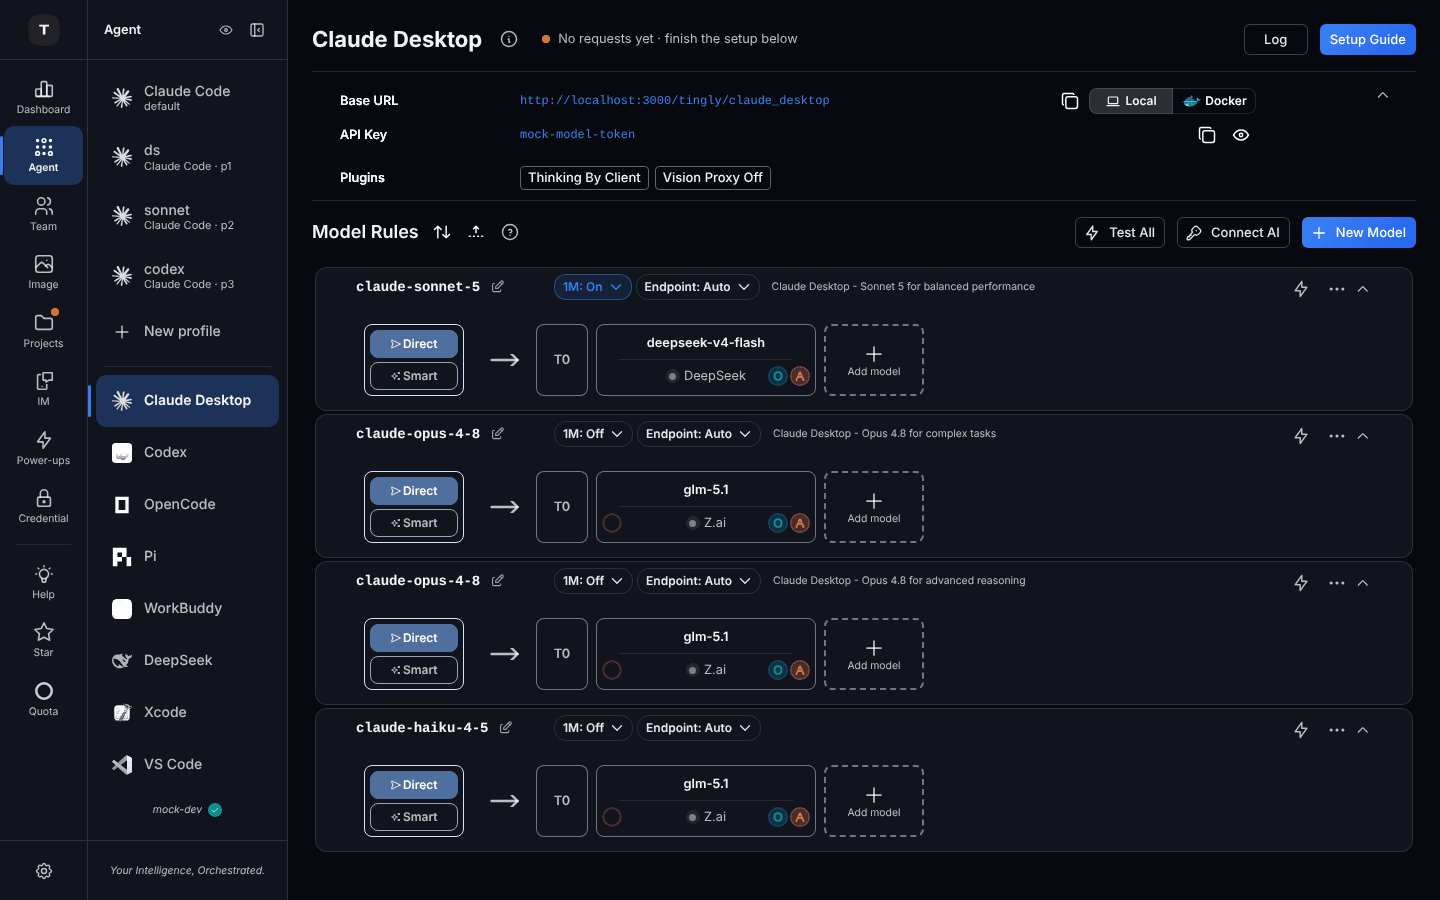 T
Dashboard
Agent
Team
Image
Projects
IM
Power-ups
Credential
Help
Star
Quota
Agent
Claude Code
default
ds
Claude Code · p1
sonnet
Claude Code · p2
codex
Claude Code · p3
New profile
Claude Desktop
Codex
OpenCode
Pi
WorkBuddy
DeepSeek
Xcode
VS Code
mock-dev
Your Intelligence, Orchestrated.
Claude Desktop
No requests yet · finish the setup below
Log
Setup Guide
Base URL
http://localhost:3000/tingly/claude_desktop
Local
Docker
API Key
mock-model-token
Plugins
Thinking By Client
Vision Proxy Off
Model Rules
Test All
Connect AI
New Model
claude-sonnet-5
1M: On
Endpoint: Auto
Claude Desktop - Sonnet 5 for balanced performance
Direct
Smart
T0
deepseek-v4-flash
DeepSeek
O
A
Add model
claude-opus-4-8
1M: Off
Endpoint: Auto
Claude Desktop - Opus 4.8 for complex tasks
Direct
Smart
T0
glm-5.1
Z.ai
O
A
Add model
claude-opus-4-8
1M: Off
Endpoint: Auto
Claude Desktop - Opus 4.8 for advanced reasoning
Direct
Smart
T0
glm-5.1
Z.ai
O
A
Add model
claude-haiku-4-5
1M: Off
Endpoint: Auto
Direct
Smart
T0
glm-5.1
Z.ai
O
A
Add model